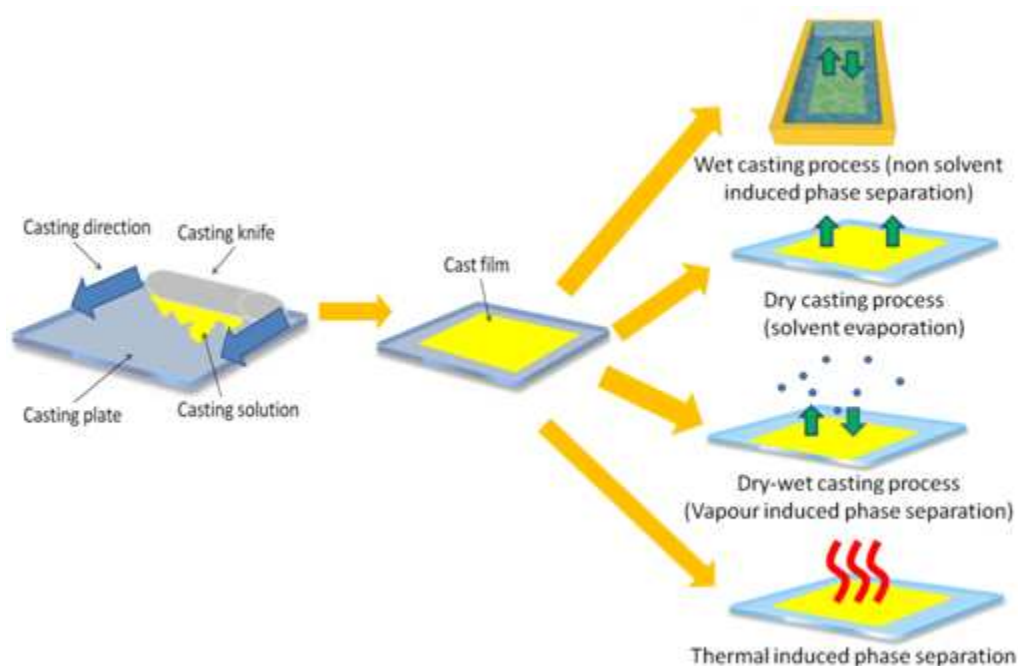 Casting direction
Casting knife
Casting plate
Casting solution
Cast film
Wet casting process (non solvent
induced phase separation)
Dry casting process
(solvent evaporation)
Dry-wet casting process
(Vapour induced phase separation)
Thermal induced phase separation